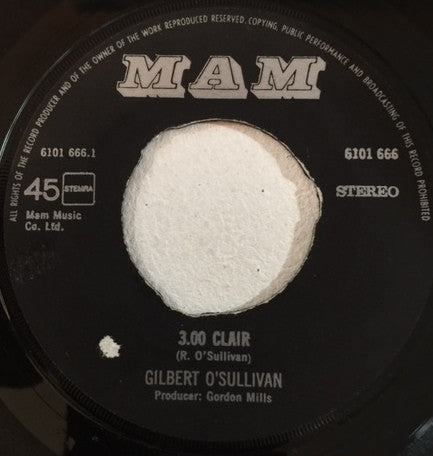 ALL RIGHTS OF THE RECORD PRODUCER AND OF THE OWNER OF THE WORK REPRODUCED RESERVED. COPYING, PUBLIC PERFORMANCE AND BROADCASTING OF THIS RECORD PROHIBITED
MAM
6101 666.1
6101 666
45 STEMRA
STEREO
Mam Music
Co. Ltd.
3.00 CLAIR
(R. O'Sullivan)
GILBERT O'SULLIVAN
Producer: Gordon Mills